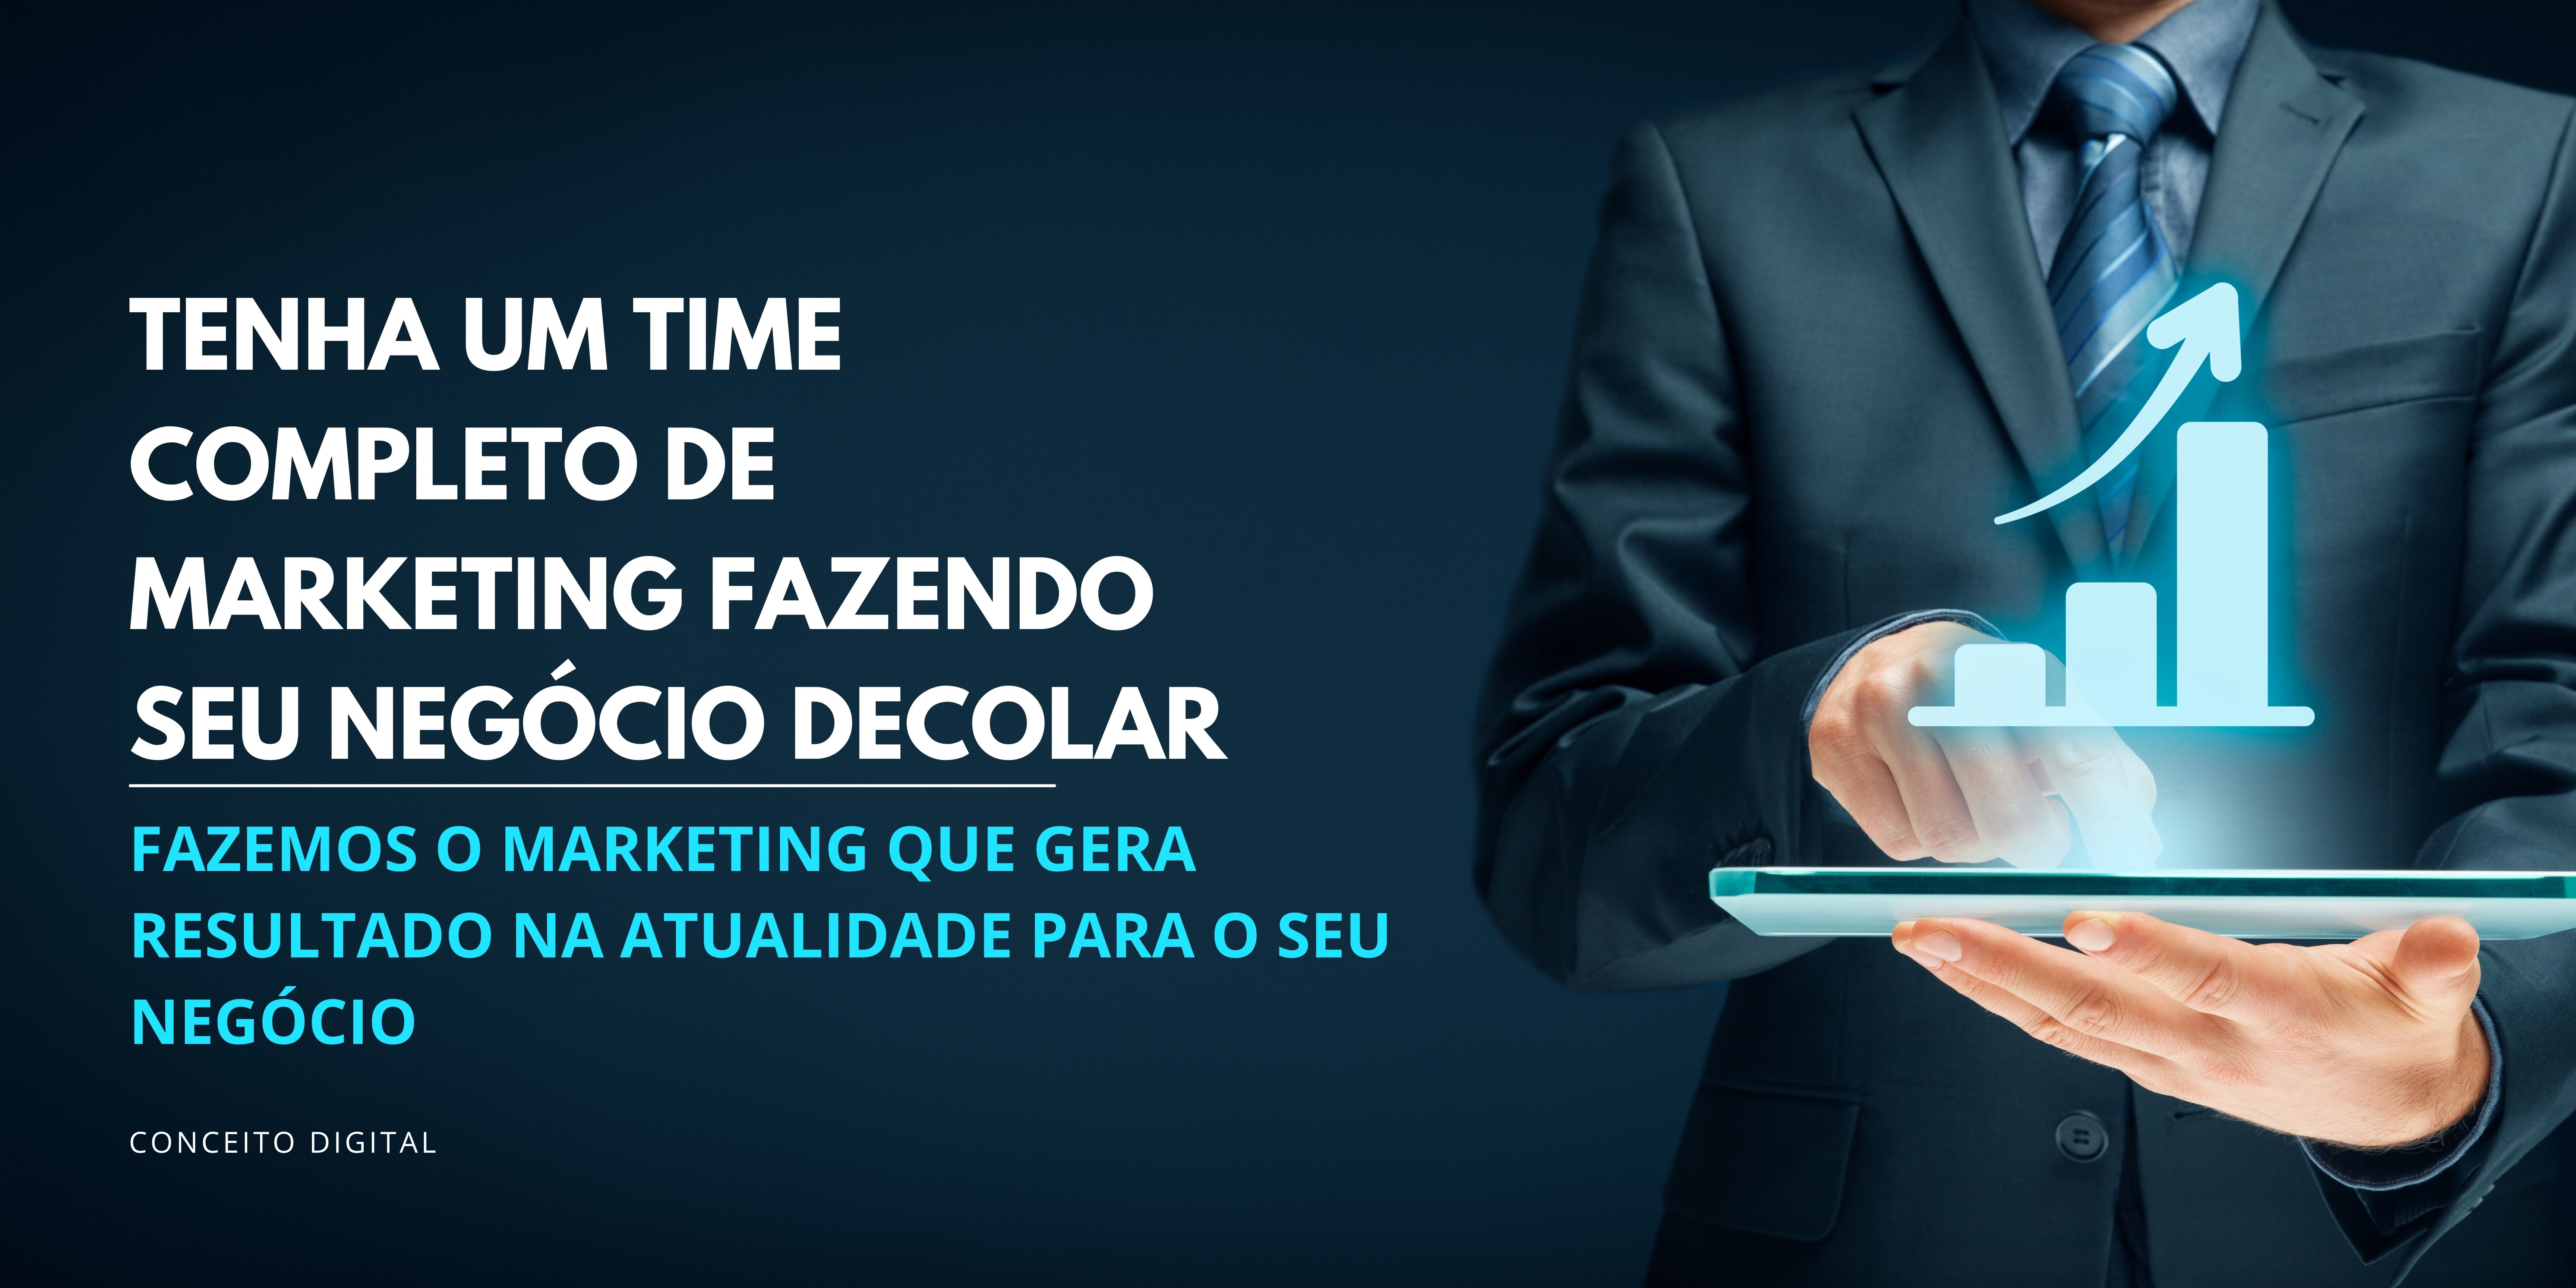 TENHA UM TIME
COMPLETO DE
MARKETING FAZENDO
SEU NEGÓCIO DECOLAR
FAZEMOS O MARKETING QUE GERA
RESULTADO NA ATUALIDADE PARA O SEU
NEGÓCIO
CONCEITO DIGITAL